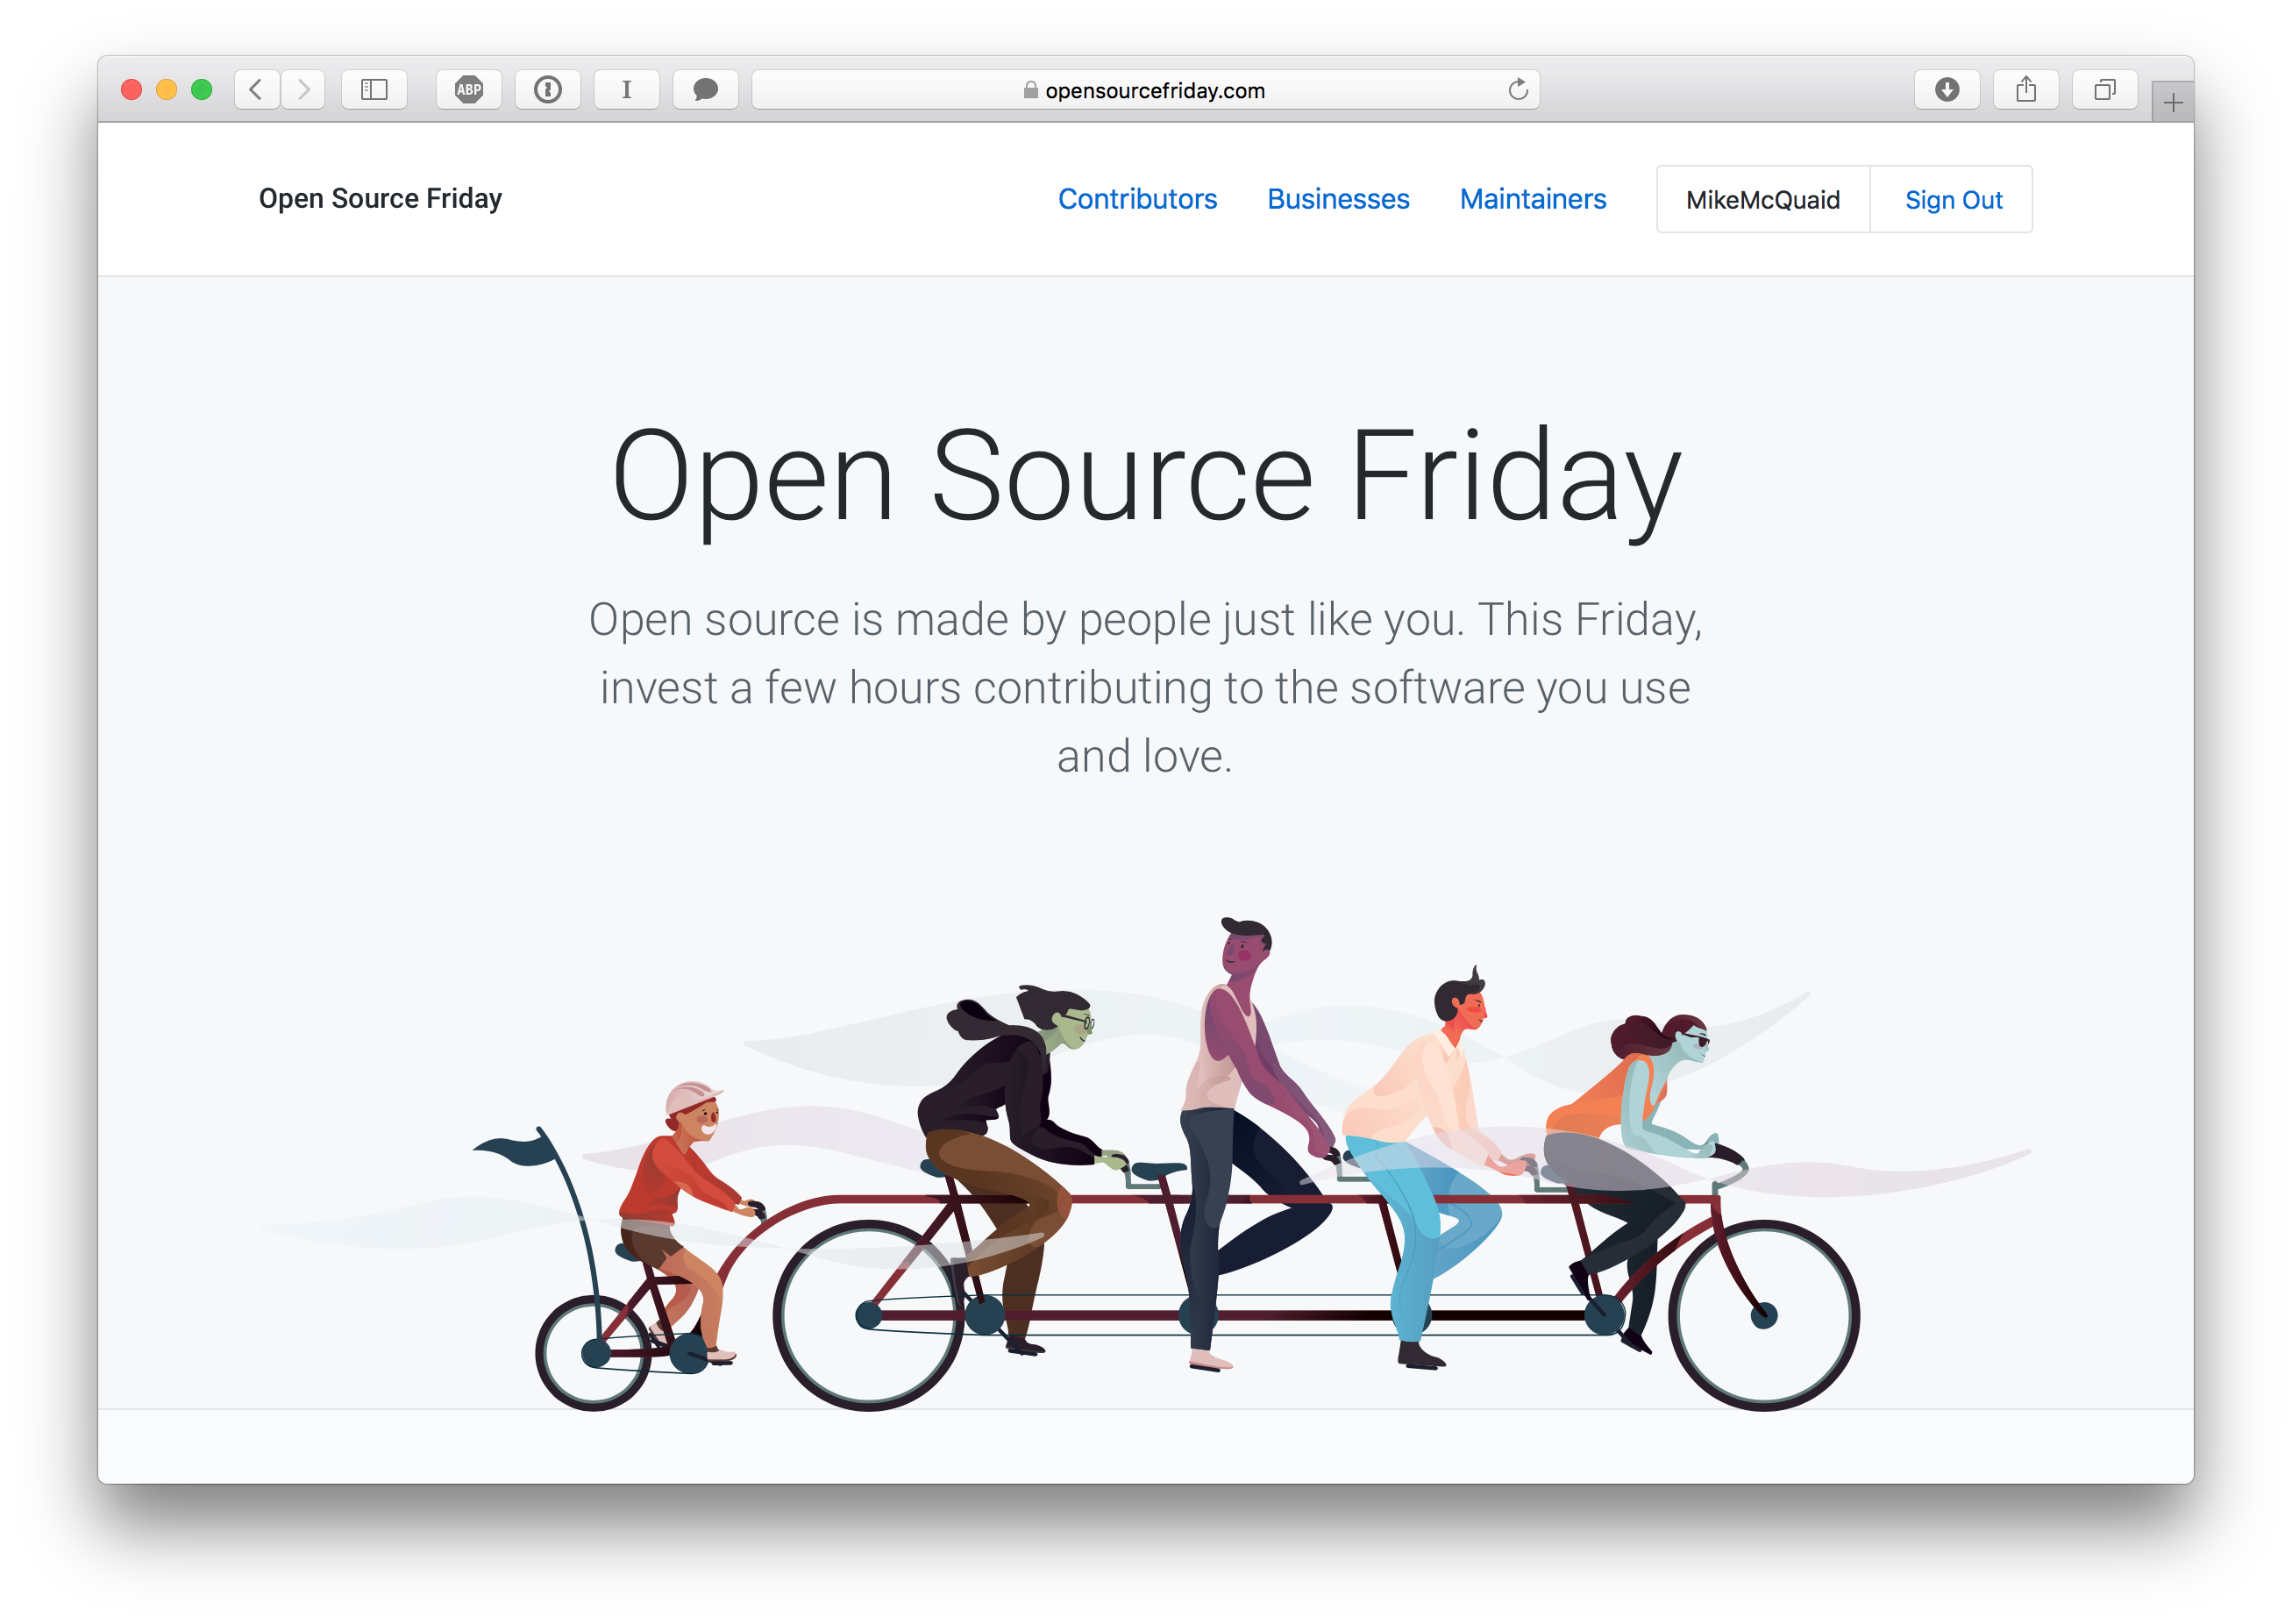 ABP
I
opensourcefriday.com
Open Source Friday
Contributors
Businesses
Maintainers
MikeMcQuaid
Sign Out
Open Source Friday
Open source is made by people just like you. This Friday,
invest a few hours contributing to the software you use
and love.